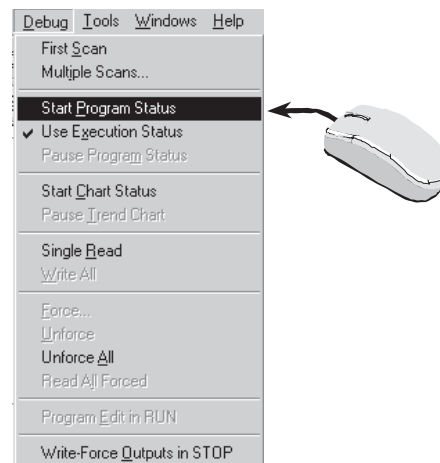 Debug Tools Windows Help
First Scan
Multiple Scans...
Start Program Status
Use Execution Status
Pause Program Status
Start Chart Status
Pause Trend Chart
Single Read
Write All
Force...
Unforce
Unforce All
Read All Forced
Program Edit in RUN
Write-Force Outputs in STOP